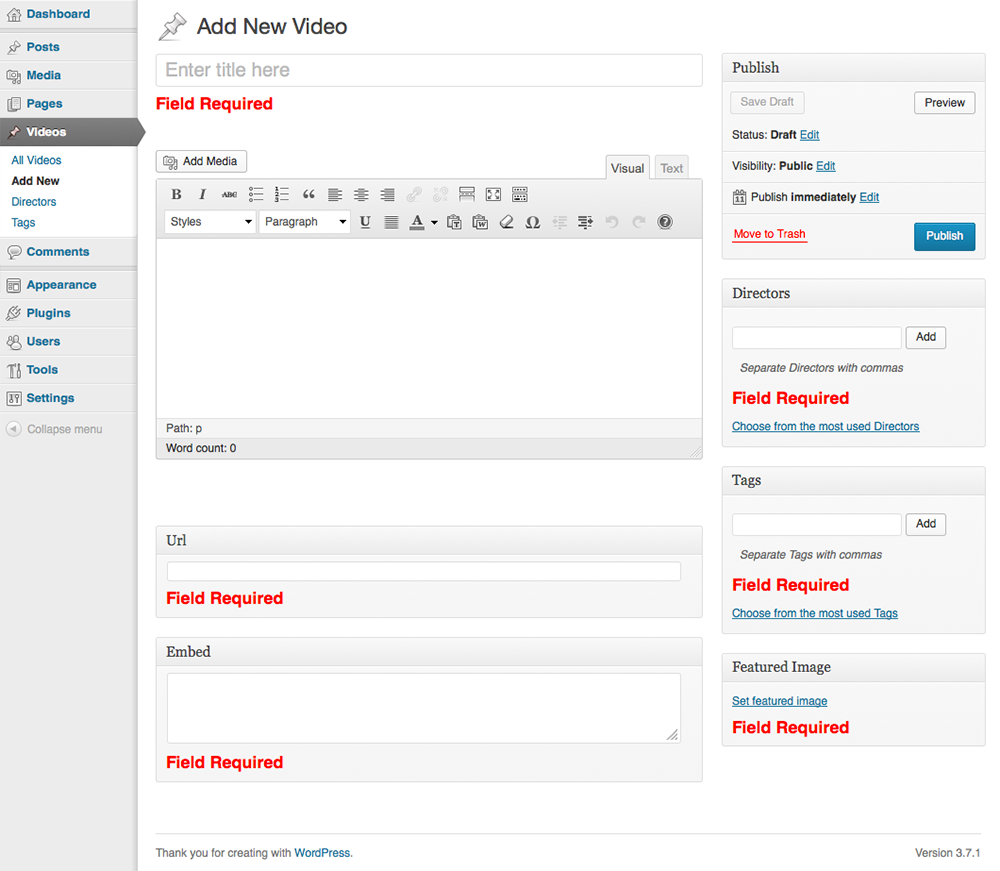 Dashboard
Posts
Media
Pages
Videos
All Videos
Add New
Directors
Tags
Comments
Appearance
Plugins
Users
Tools
Settings
Collapse menu
Add New Video
Enter title here
Field Required
Add Media
Visual Text
B I ABC
Styles Paragraph U A T W Ω ?
Path: p
Word count: 0
Url
Field Required
Embed
Field Required
Publish
Save Draft Preview
Status: Draft Edit
Visibility: Public Edit
11 Publish immediately Edit
Move to Trash Publish
Directors
Add
Separate Directors with commas
Field Required
Choose from the most used Directors
Tags
Add
Separate Tags with commas
Field Required
Choose from the most used Tags
Featured Image
Set featured image
Field Required
Thank you for creating with WordPress. Version 3.7.1